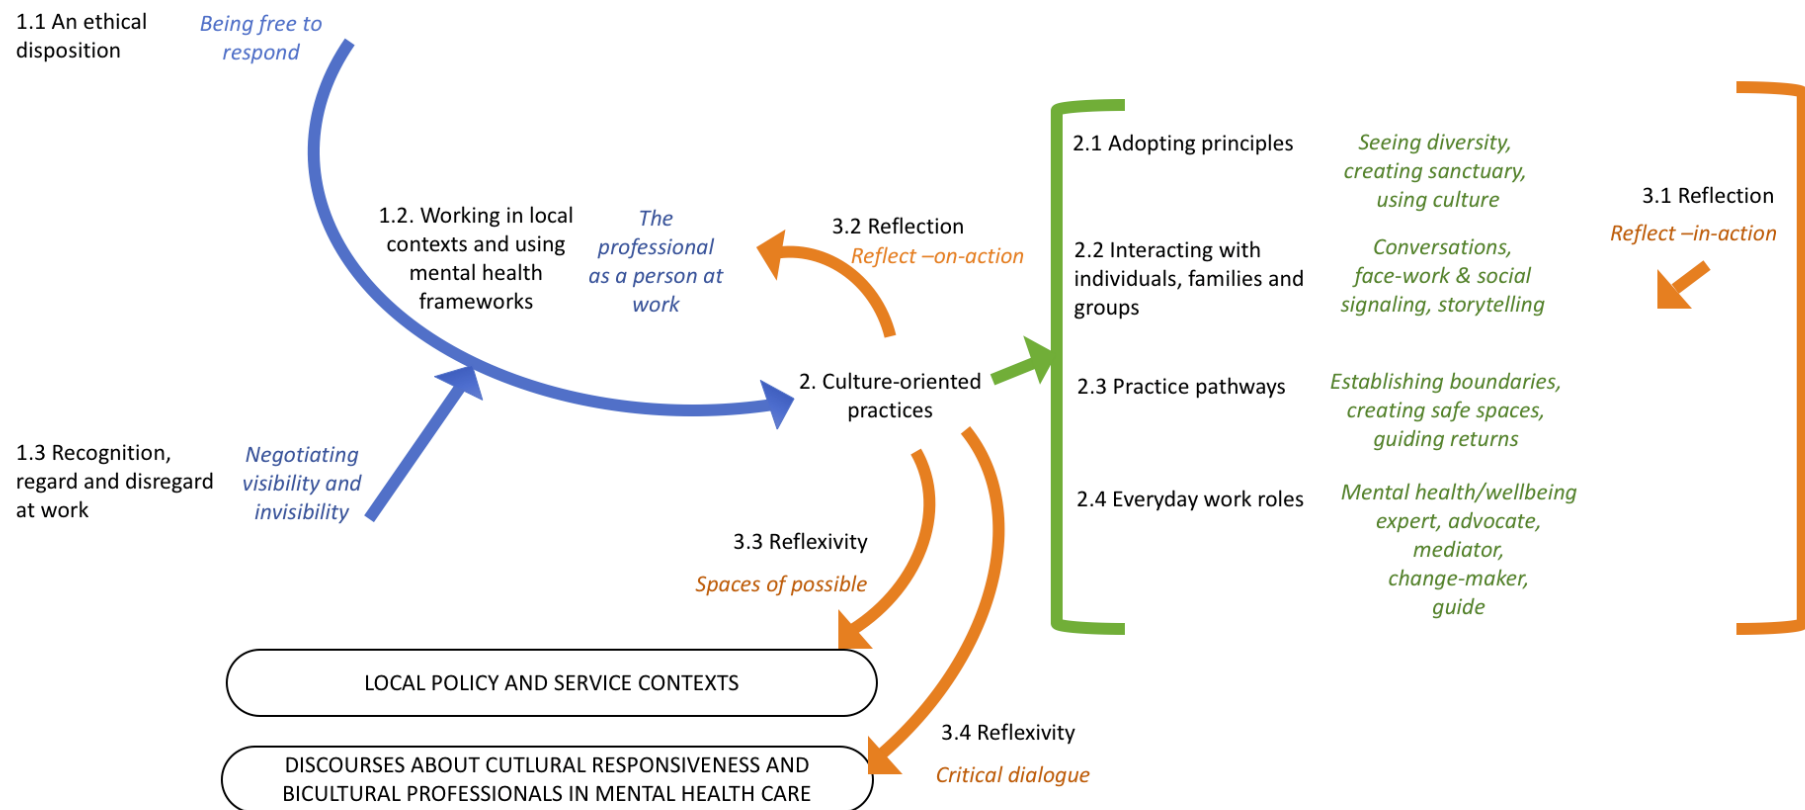 1.1 An ethical
disposition
Being free to
respond
1.2. Working in local
contexts and using
mental health
frameworks
The
professional
as a person at
work
1.3 Recognition,
regard and disregard
at work
Negotiating
visibility and
invisibility
3.2 Reflection
Reflect –on-action
2. Culture-oriented
practices
2.1 Adopting principles
Seeing diversity,
creating sanctuary,
using culture
2.2 Interacting with
individuals, families and
groups
Conversations,
face-work & social
signaling, storytelling
2.3 Practice pathways
Establishing boundaries,
creating safe spaces,
guiding returns
2.4 Everyday work roles
Mental health/wellbeing
expert, advocate,
mediator,
change-maker,
guide
3.1 Reflection
Reflect –in-action
3.3 Reflexivity
Spaces of possible
LOCAL POLICY AND SERVICE CONTEXTS
3.4 Reflexivity
Critical dialogue
DISCOURSES ABOUT CUTLURAL RESPONSIVENESS AND
BICULTURAL PROFESSIONALS IN MENTAL HEALTH CARE